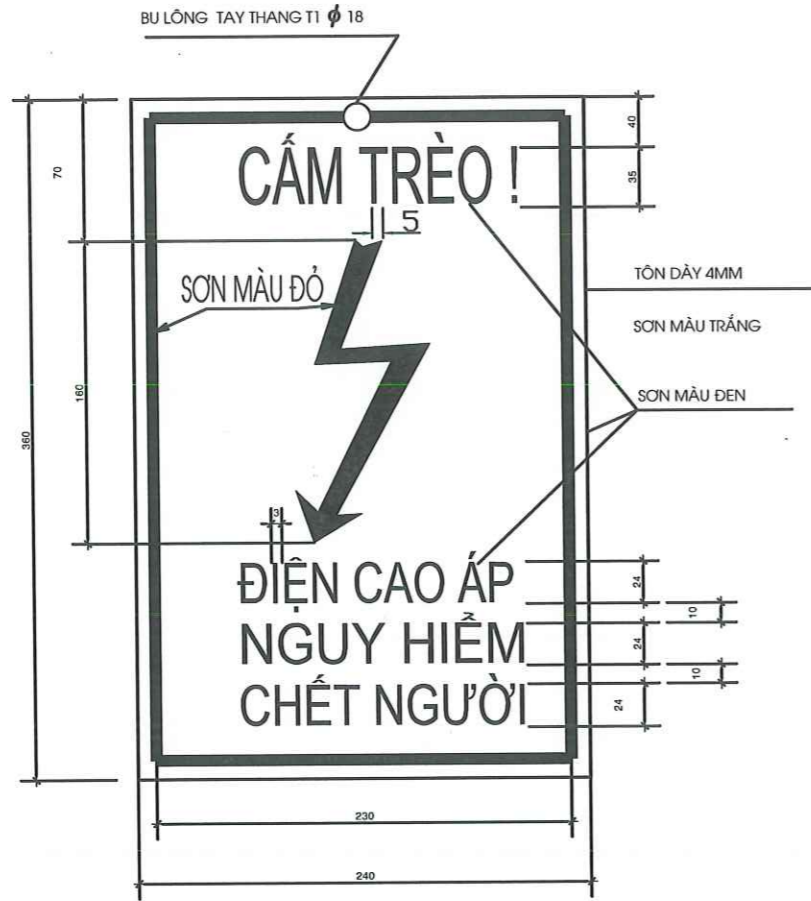 BU LÔNG TAY THANG T1 ϕ 18
40
70
CẤM TRÈO !
35
5
SƠN MÀU ĐỎ
TÔN DÀY 4MM
SƠN MÀU TRẮNG
160
SƠN MÀU ĐEN
360
3
ĐIỆN CAO ÁP
24
10
NGUY HIỂM
24
10
CHẾT NGƯỜI
24
230
240